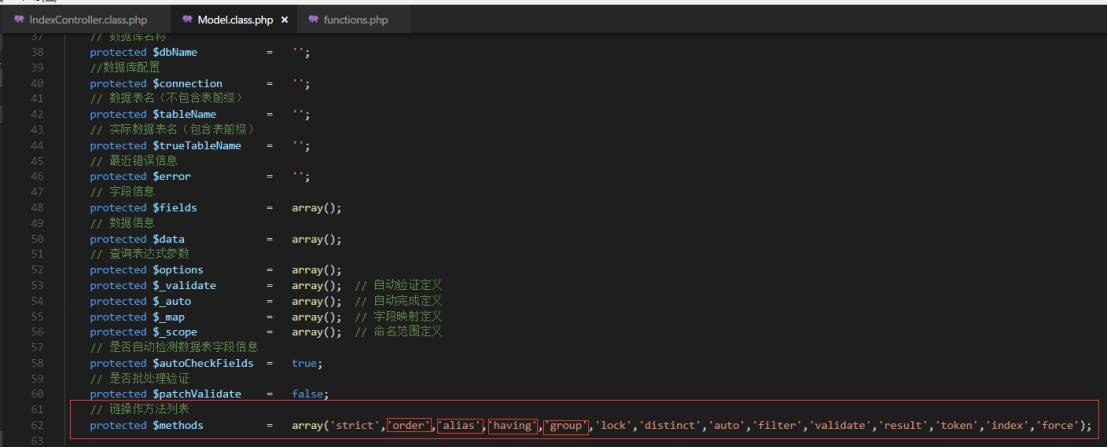 IndexController.class.php Model.class.php × functions.php
37 // 数据库名称
38 protected $dbName = '';
39 //数据库配置
40 protected $connection = '';
41 // 数据表名（不包含表前缀）
42 protected $tableName = '';
43 // 实际数据表名（包含表前缀）
44 protected $trueTableName = '';
45 // 最近错误信息
46 protected $error = '';
47 // 字段信息
48 protected $fields = array();
49 // 数据信息
50 protected $data = array();
51 // 查询表达式参数
52 protected $options = array();
53 protected $_validate = array(); // 自动验证定义
54 protected $_auto = array(); // 自动完成定义
55 protected $_map = array(); // 字段映射定义
56 protected $_scope = array(); // 命名范围定义
57 // 是否自动检测数据表字段信息
58 protected $autoCheckFields = true;
59 // 是否批处理验证
60 protected $patchValidate = false;
61 // 链操作方法列表
62 protected $methods = array('strict','order','alias','having','group','lock','distinct','auto','filter','validate','result','token','index','force');
63